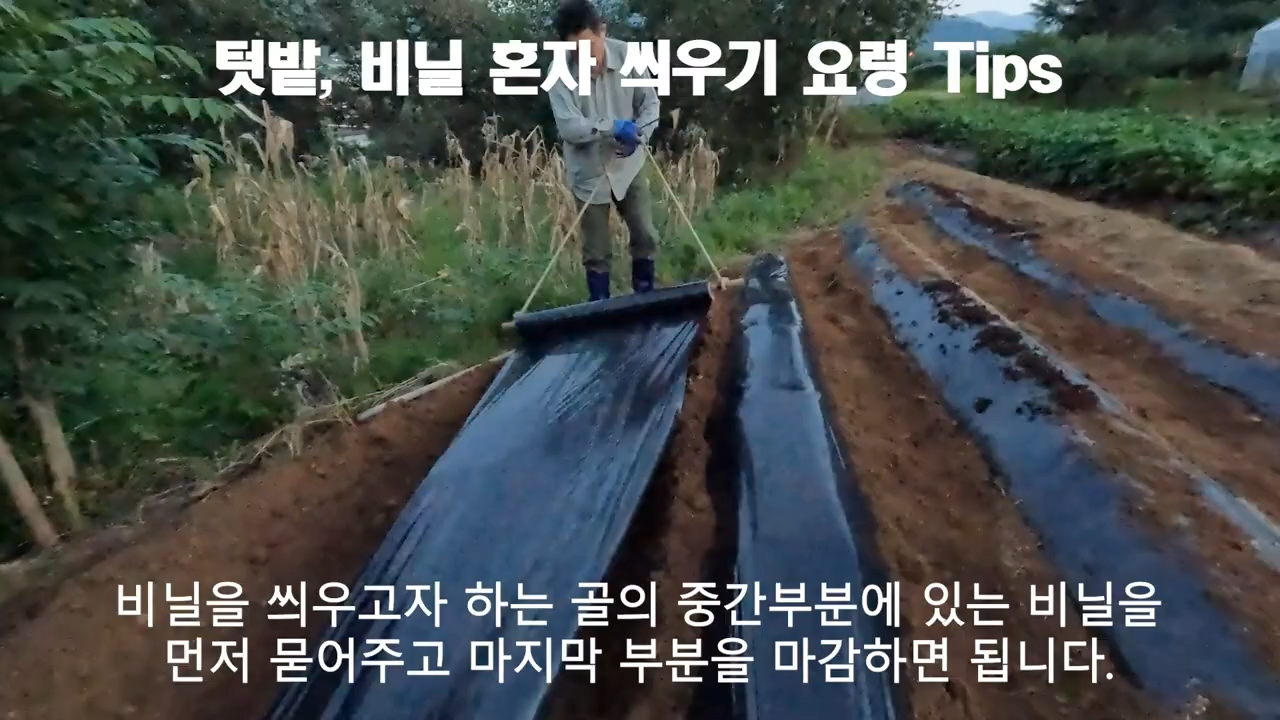 텃밭, 비닐 혼자 씌우기 요령 Tips
비닐을 씌우고자 하는 골의 중간부분에 있는 비닐을
먼저 묻어주고 마지막 부분을 마감하면 됩니다.